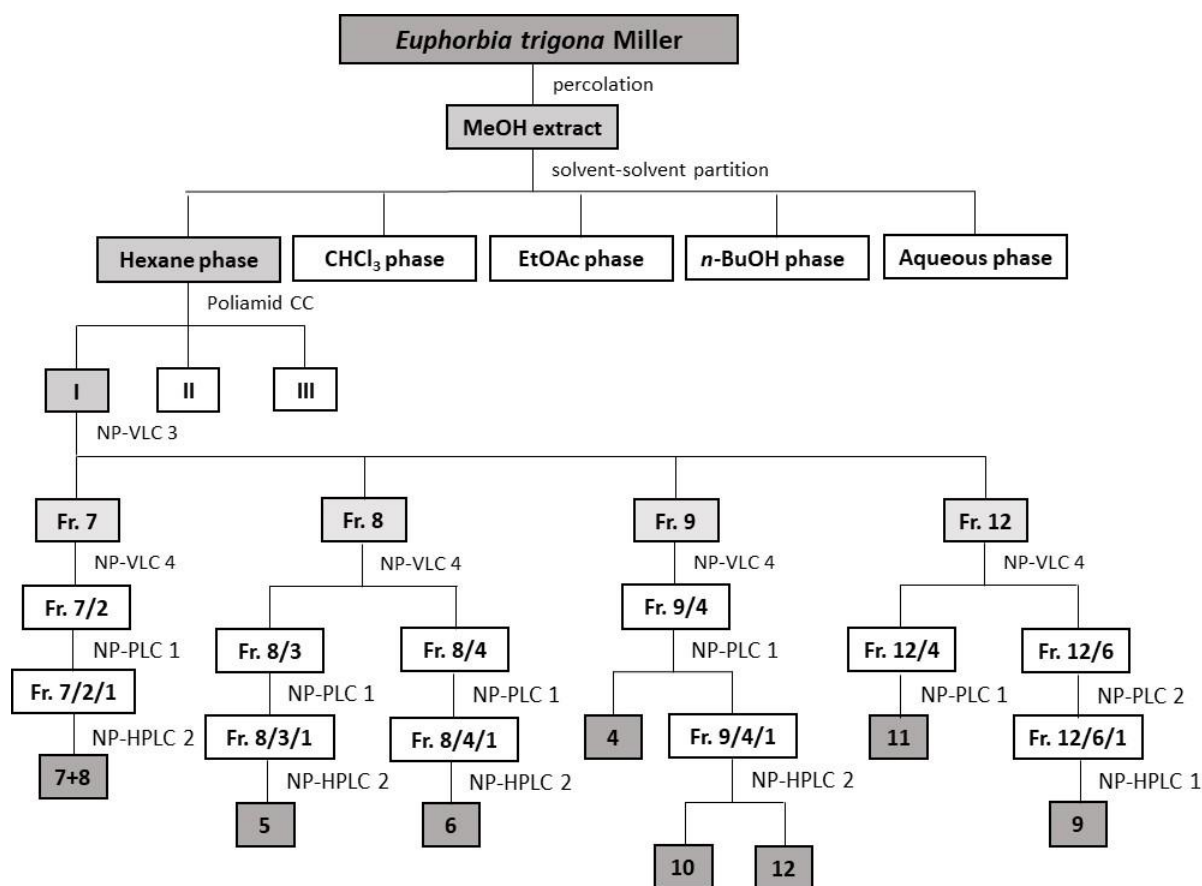 Euphorbia trigona Miller
percolation
MeOH extract
solvent-solvent partition
Hexane phase CHCl₃ phase EtOAc phase n-BuOH phase Aqueous phase
Poliamid CC
I II III
NP-VLC 3
Fr. 7 Fr. 8 Fr. 9 Fr. 12
NP-VLC 4 NP-VLC 4 NP-VLC 4 NP-VLC 4
Fr. 7/2 Fr. 9/4
Fr. 8/3 Fr. 8/4 Fr. 12/4 Fr. 12/6
NP-PLC 1 NP-PLC 1
NP-PLC 1 NP-PLC 1 NP-PLC 1 NP-PLC 2
Fr. 7/2/1
Fr. 8/3/1 Fr. 8/4/1 4 Fr. 9/4/1 11 Fr. 12/6/1
NP-HPLC 2
NP-HPLC 2 NP-HPLC 2 NP-HPLC 2 NP-HPLC 1
7+8
5 6 9
10 12